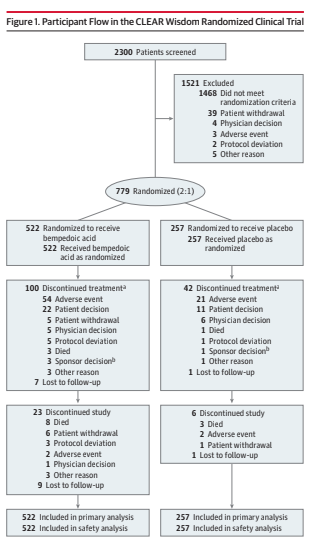 Figure 1. Participant Flow in the CLEAR Wisdom Randomized Clinical Trial
2300 Patients screened
1521 Excluded
1468 Did not meet
randomization criteria
39 Patient withdrawal
4 Physician decision
3 Adverse event
2 Protocol deviation
5 Other reason
779 Randomized (2:1)
522 Randomized to receive
bempedoic acid
522 Received bempedoic
acid as randomized
257 Randomized to receive placebo
257 Received placebo as
randomized
100 Discontinued treatmentᵃ
54 Adverse event
22 Patient decision
5 Patient withdrawal
5 Physician decision
5 Protocol deviation
3 Died
3 Sponsor decisionᵇ
3 Other reason
7 Lost to follow-up
42 Discontinued treatmentᵃ
21 Adverse event
11 Patient decision
6 Physician decision
1 Died
1 Protocol deviation
1 Sponsor decisionᵇ
1 Other reason
1 Lost to follow-up
23 Discontinued study
8 Died
6 Patient withdrawal
3 Protocol deviation
2 Adverse event
1 Physician decision
3 Other reason
9 Lost to follow-up
6 Discontinued study
3 Died
2 Adverse event
1 Patient withdrawal
1 Lost to follow-up
522 Included in primary analysis
522 Included in safety analysis
257 Included in primary analysis
257 Included in safety analysis